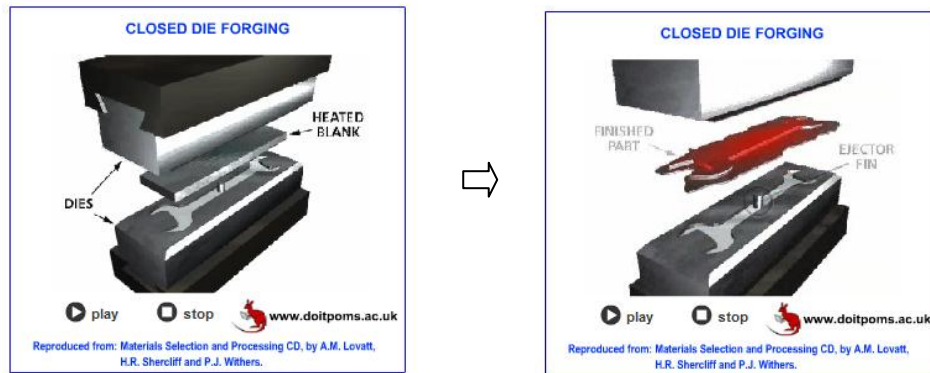 CLOSED DIE FORGING
HEATED
BLANK
DIES
play
stop
www.doitpoms.ac.uk
Reproduced from: Materials Selection and Processing CD, by A.M. Lovatt,
H.R. Shercliff and P.J. Withers.
CLOSED DIE FORGING
FINISHED
PART
EJECTOR
FIN
play
stop
www.doitpoms.ac.uk
Reproduced from: Materials Selection and Processing CD, by A.M. Lovatt,
H.R. Shercliff and P.J. Withers.